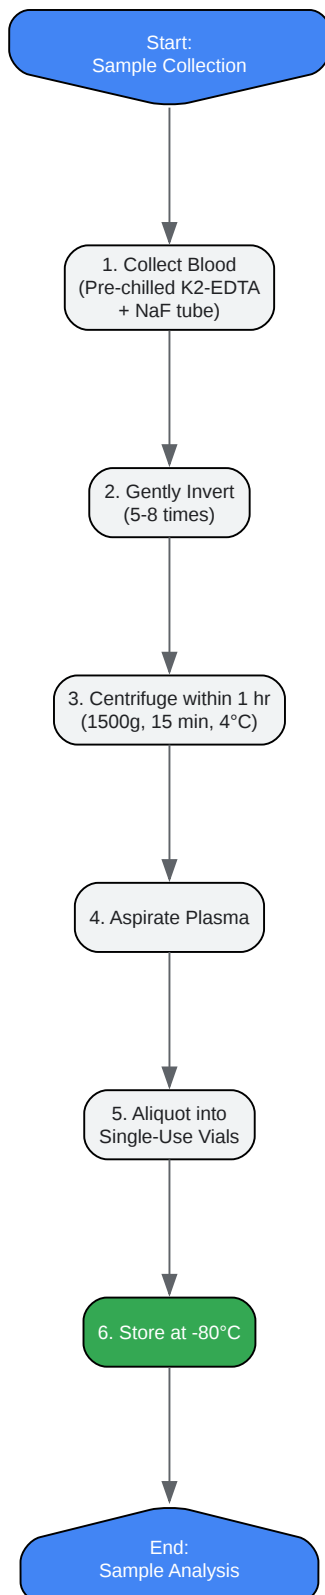 Start:
Sample Collection
1. Collect Blood
(Pre-chilled K2-EDTA
+ NaF tube)
2. Gently Invert
(5-8 times)
3. Centrifuge within 1 hr
(1500g, 15 min, 4°C)
4. Aspirate Plasma
5. Aliquot into
Single-Use Vials
6. Store at -80°C
End:
Sample Analysis